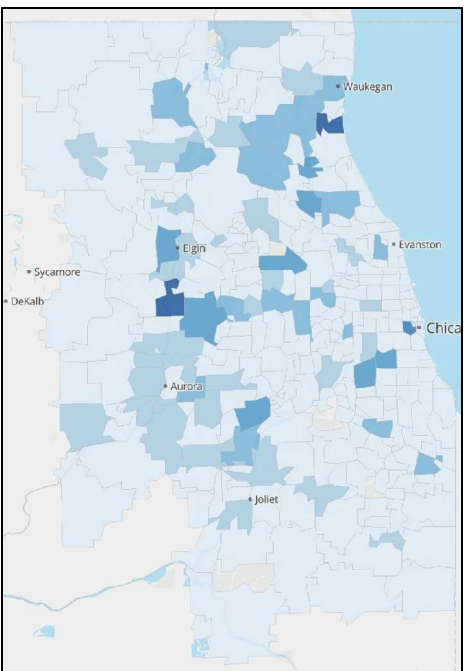 Waukegan
Elgin
Evanston
Sycamore
DeKalb
Chica
Aurora
Joliet